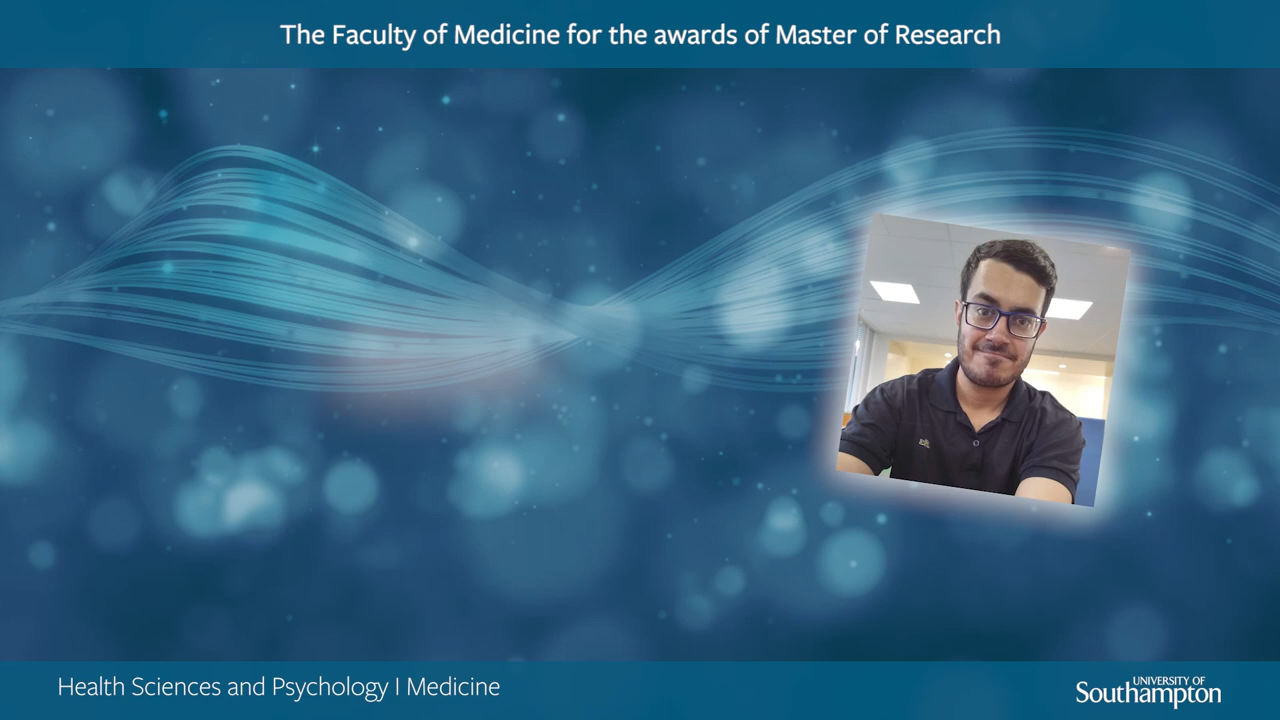 The Faculty of Medicine for the awards of Master of Research
Health Sciences and Psychology | Medicine
UNIVERSITY OF
Southampton